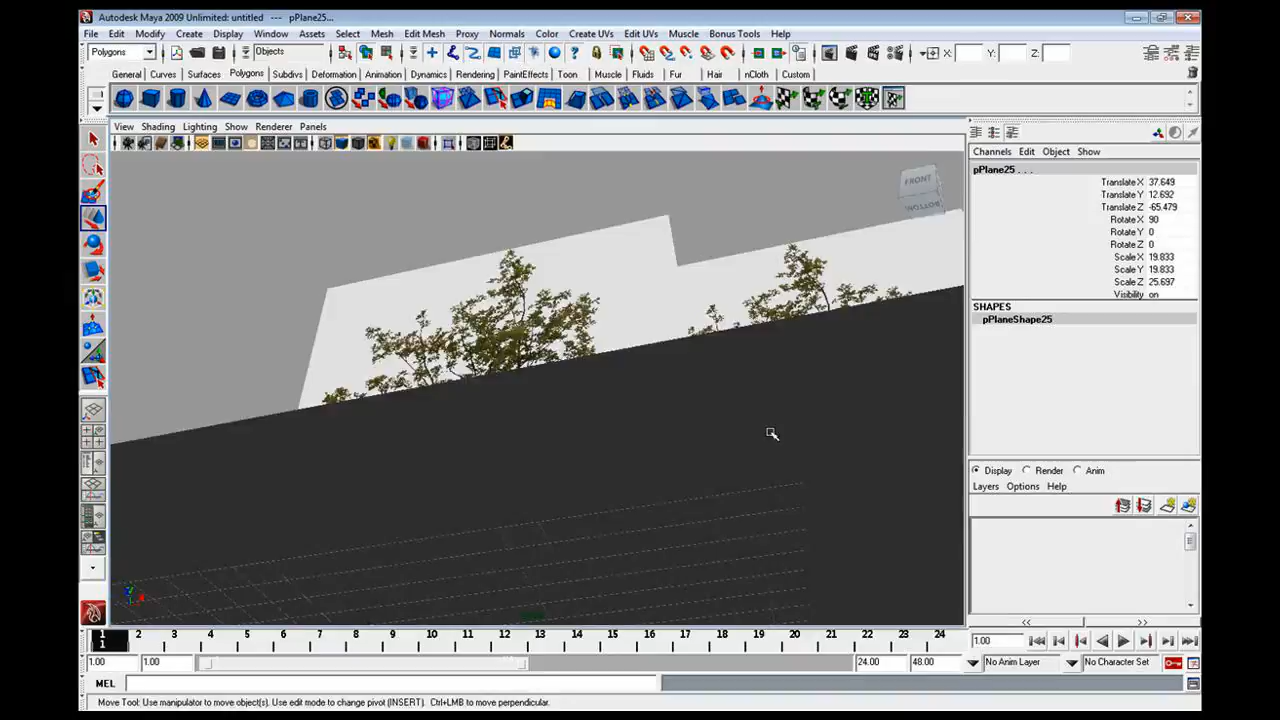 Autodesk Maya 2009 Unlimited: untitled --- pPlane25...
File Edit Modify Create Display Window Assets Select Mesh Edit Mesh Proxy Normals Color Create UVs Edit UVs Muscle Bonus Tools Help
Polygons Objects X: Y: Z:
General Curves Surfaces Polygons Subdivs Deformation Animation Dynamics Rendering PaintEffects Toon Muscle Fluids Fur Hair nCloth Custom
View Shading Lighting Show Renderer Panels
Channels Edit Object Show
pPlane25 . . .
Translate X 37.649
Translate Y 12.692
Translate Z -65.479
Rotate X 90
Rotate Y 0
Rotate Z 0
Scale X 19.833
Scale Y 19.833
Scale Z 25.697
Visibility on
SHAPES
pPlaneShape25
FRONT
BOTTOM
Display Render Anim
Layers Options Help
1 2 3 4 5 6 7 8 9 10 11 12 13 14 15 16 17 18 19 20 21 22 23 24 1.00
1
1.00 1.00 24.00 48.00 No Anim Layer No Character Set
MEL
Move Tool: Use manipulator to move object(s). Use edit mode to change pivot (INSERT). Ctrl+LMB to move perpendicular.